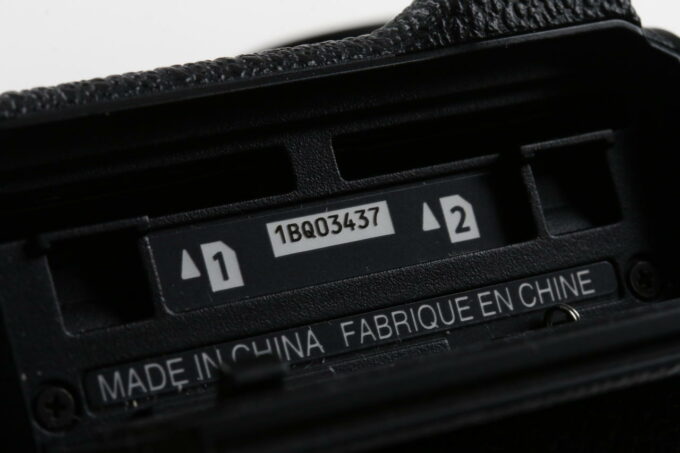 1 1BQ03437 2
MADE IN CHINA FABRIQUE EN CHINE